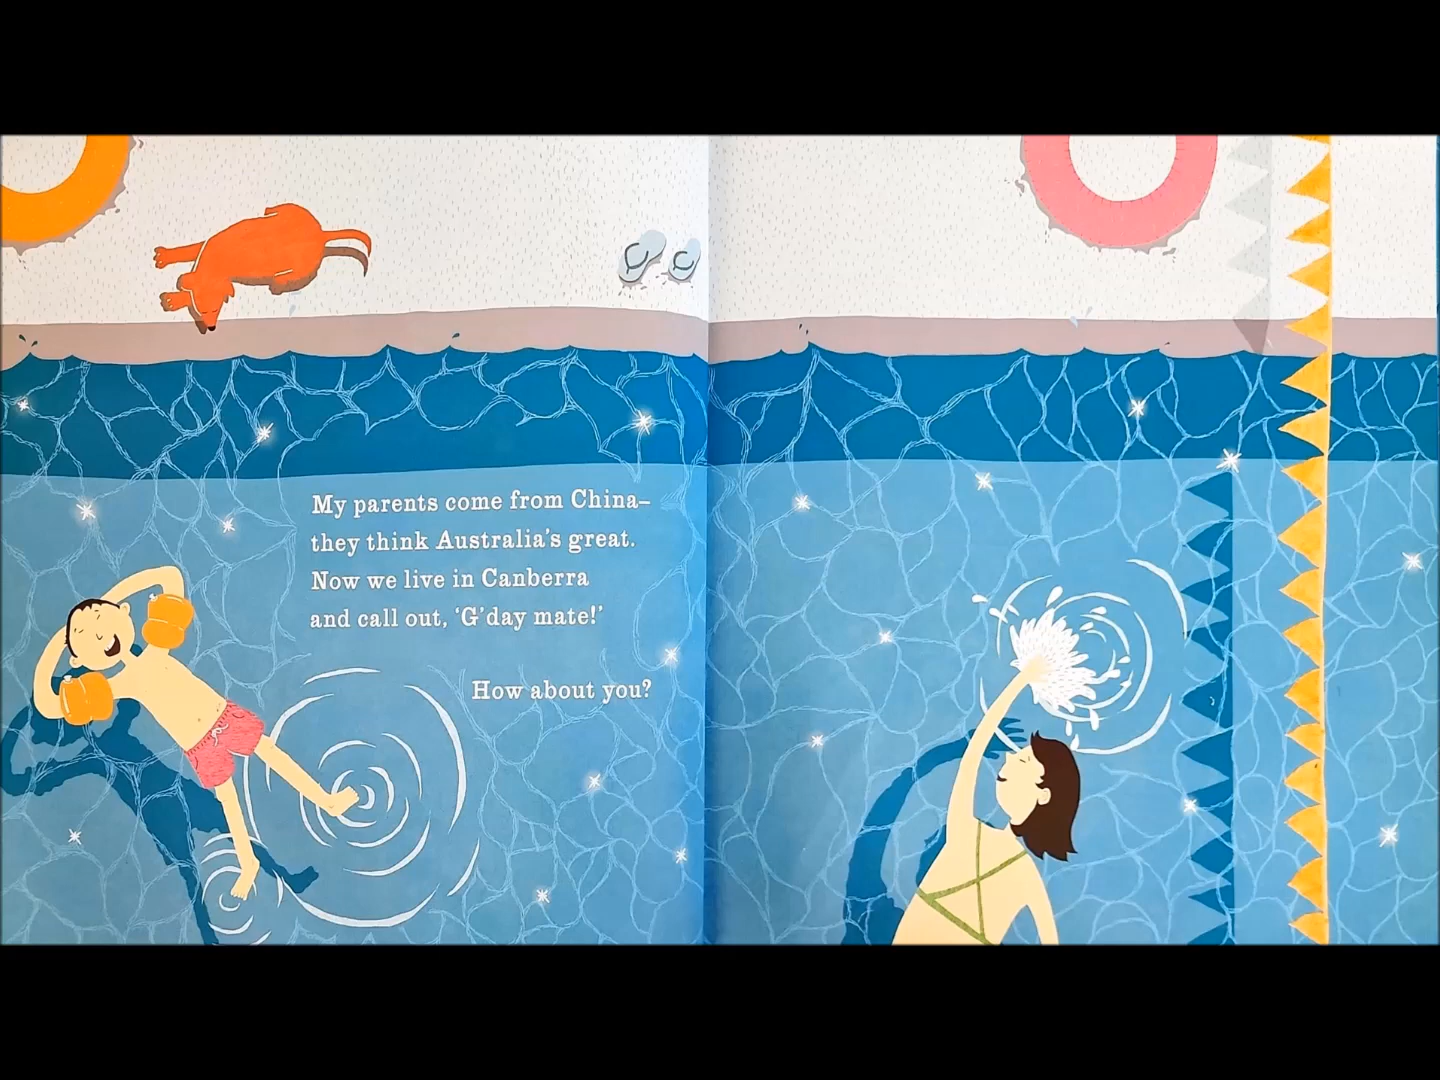 My parents come from China–
they think Australia's great.
Now we live in Canberra
and call out, 'G'day mate!'
How about you?